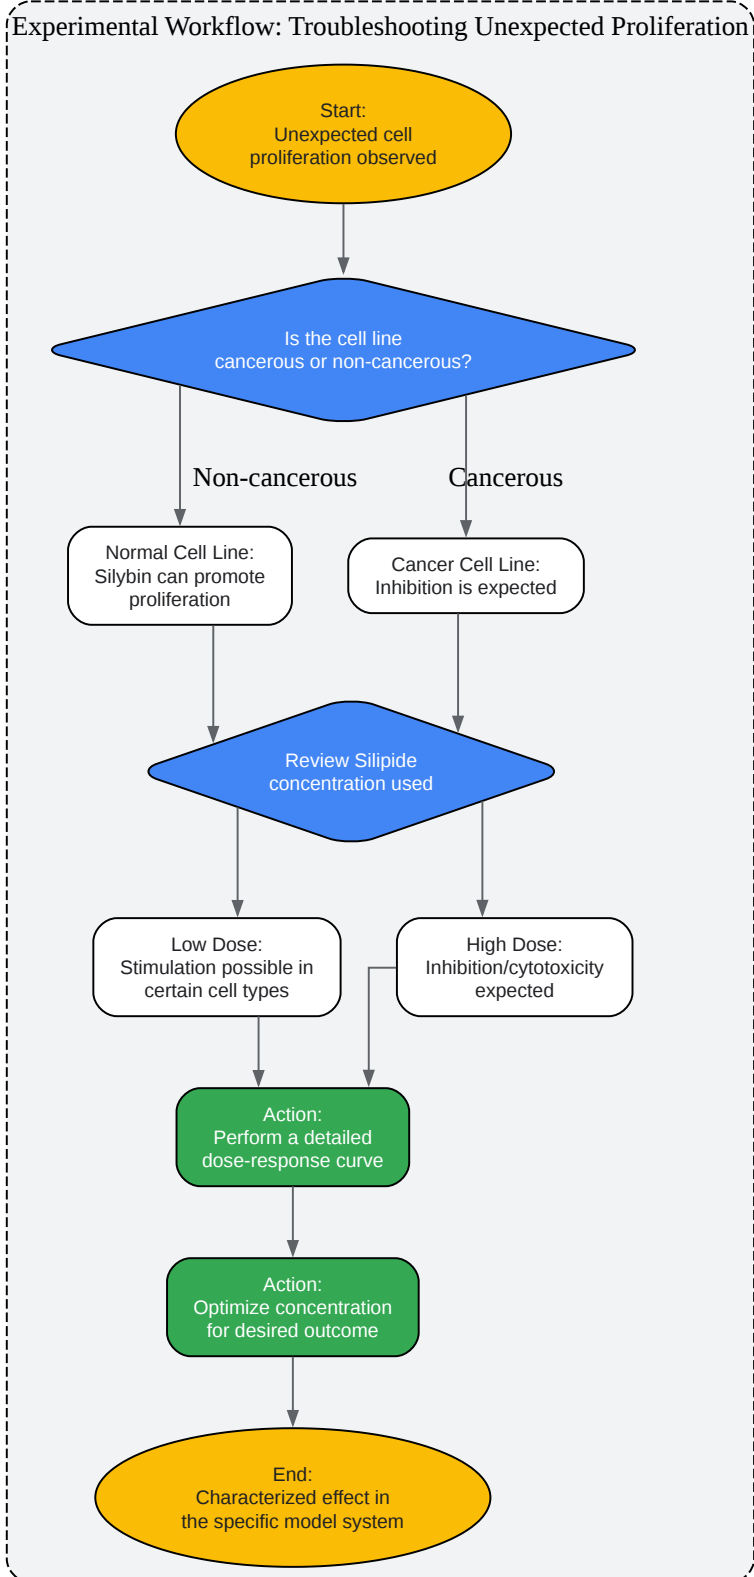 Experimental Workflow: Troubleshooting Unexpected Proliferation
Start:
Unexpected cell
proliferation observed
Is the cell line
cancerous or non-cancerous?
Non-cancerous
Cancerous
Normal Cell Line:
Silybin can promote
proliferation
Cancer Cell Line:
Inhibition is expected
Review Silipide
concentration used
Low Dose:
Stimulation possible in
certain cell types
High Dose:
Inhibition/cytotoxicity
expected
Action:
Perform a detailed
dose-response curve
Action:
Optimize concentration
for desired outcome
End:
Characterized effect in
the specific model system